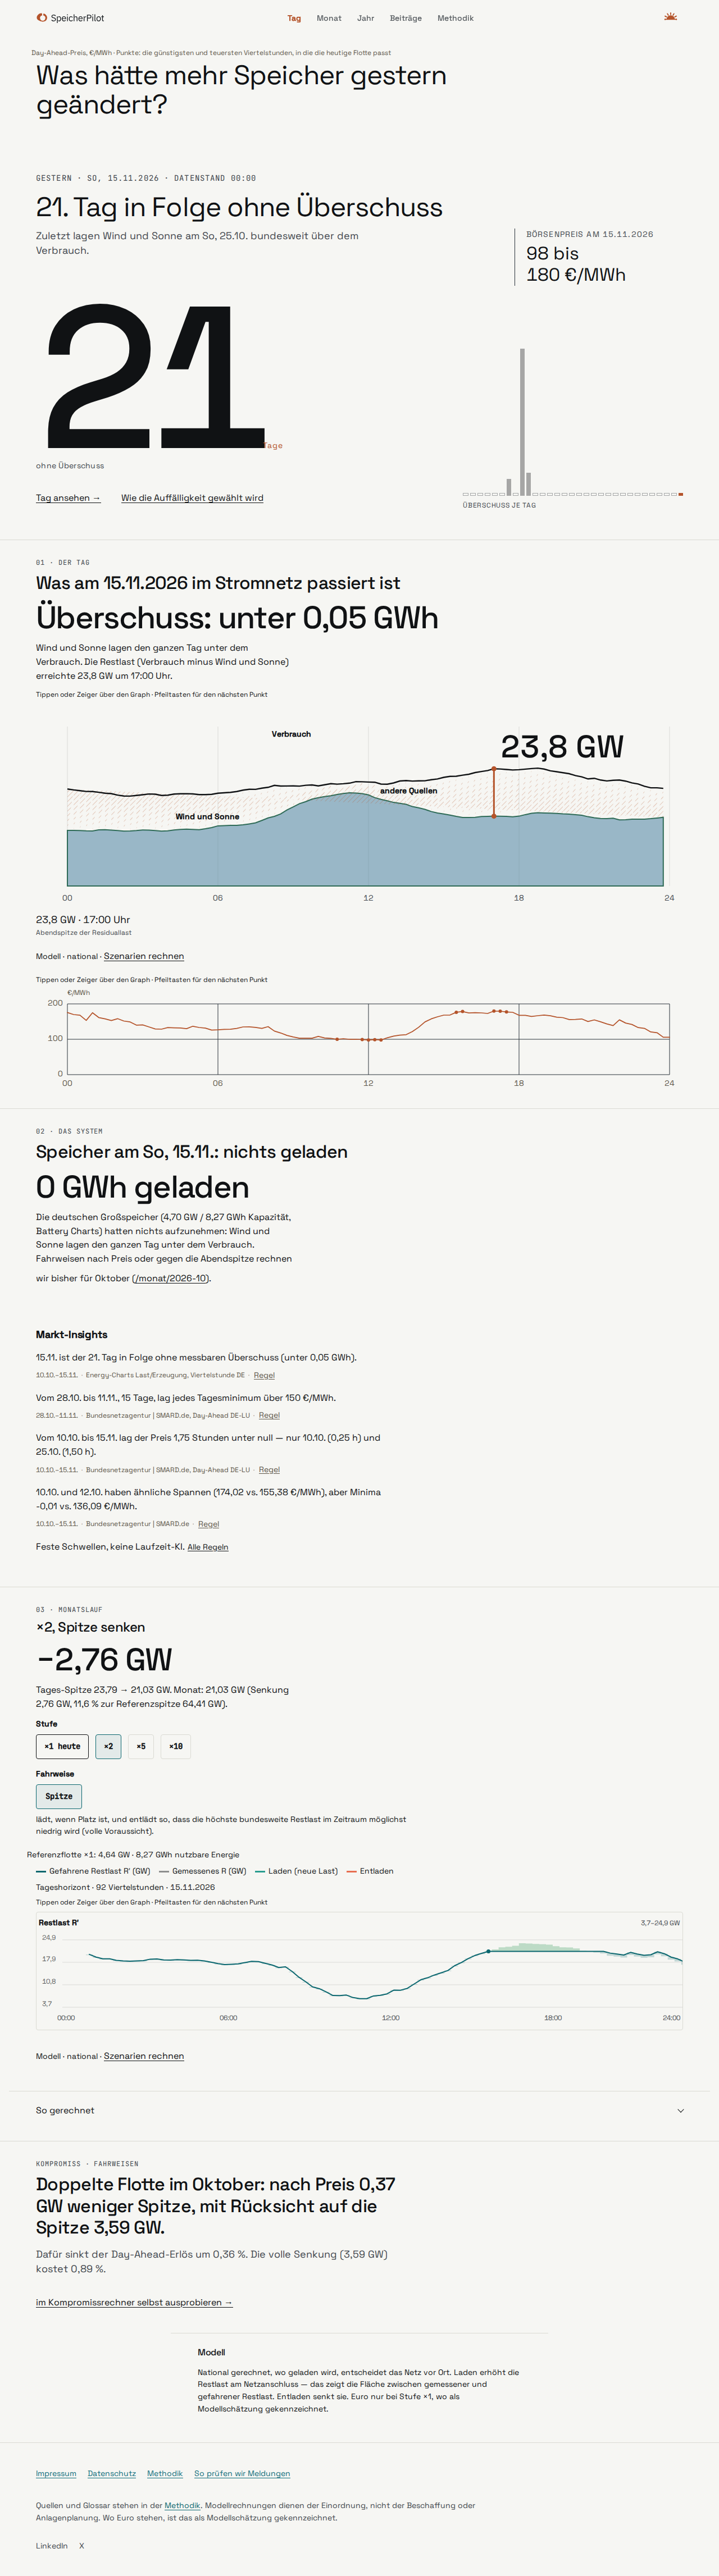 SpeicherPilot
Tag Monat Jahr Beiträge Methodik
Day-Ahead-Preis, €/MWh · Punkte: die günstigsten und teuersten Viertelstunden, in die die heutige Flotte passt
Was hätte mehr Speicher gestern
geändert?
GESTERN · SO, 15.11.2026 · DATENSTAND 00:00
21. Tag in Folge ohne Überschuss
Zuletzt lagen Wind und Sonne am So, 25.10. bundesweit über dem
Verbrauch.
BÖRSENPREIS AM 15.11.2026
98 bis
180 €/MWh
21
Tage
ohne Überschuss
Tag ansehen → Wie die Auffälligkeit gewählt wird
ÜBERSCHUSS JE TAG
01 · DER TAG
Was am 15.11.2026 im Stromnetz passiert ist
Überschuss: unter 0,05 GWh
Wind und Sonne lagen den ganzen Tag unter dem
Verbrauch. Die Restlast (Verbrauch minus Wind und Sonne)
erreichte 23,8 GW um 17:00 Uhr.
Tippen oder Zeiger über den Graph · Pfeiltasten für den nächsten Punkt
Verbrauch
23,8 GW
andere Quellen
Wind und Sonne
00 06 12 18 24
23,8 GW · 17:00 Uhr
Abendspitze der Residuallast
Modell · national · Szenarien rechnen
Tippen oder Zeiger über den Graph · Pfeiltasten für den nächsten Punkt
€/MWh
200
100
0
00 06 12 18 24
02 · DAS SYSTEM
Speicher am So, 15.11.: nichts geladen
0 GWh geladen
Die deutschen Großspeicher (4,70 GW / 8,27 GWh Kapazität,
Battery Charts) hatten nichts aufzunehmen: Wind und
Sonne lagen den ganzen Tag unter dem Verbrauch.
Fahrweisen nach Preis oder gegen die Abendspitze rechnen
wir bisher für Oktober (/monat/2026-10).
Markt-Insights
15.11. ist der 21. Tag in Folge ohne messbaren Überschuss (unter 0,05 GWh).
10.10.–15.11. · Energy-Charts Last/Erzeugung, Viertelstunde DE · Regel
Vom 28.10. bis 11.11., 15 Tage, lag jedes Tagesminimum über 150 €/MWh.
28.10.–11.11. · Bundesnetzagentur | SMARD.de, Day-Ahead DE-LU · Regel
Vom 10.10. bis 15.11. lag der Preis 1,75 Stunden unter null — nur 10.10. (0,25 h) und
25.10. (1,50 h).
10.10.–15.11. · Bundesnetzagentur | SMARD.de, Day-Ahead DE-LU · Regel
10.10. und 12.10. haben ähnliche Spannen (174,02 vs. 155,38 €/MWh), aber Minima
-0,01 vs. 136,09 €/MWh.
10.10.–15.11. · Bundesnetzagentur | SMARD.de · Regel
Feste Schwellen, keine Laufzeit-KI. Alle Regeln
03 · MONATSLAUF
×2, Spitze senken
−2,76 GW
Tages-Spitze 23,79 → 21,03 GW. Monat: 21,03 GW (Senkung
2,76 GW, 11,6 % zur Referenzspitze 64,41 GW).
Stufe
×1 heute ×2 ×5 ×10
Fahrweise
Spitze
lädt, wenn Platz ist, und entlädt so, dass die höchste bundesweite Restlast im Zeitraum möglichst
niedrig wird (volle Voraussicht).
Referenzflotte ×1: 4,64 GW · 8,27 GWh nutzbare Energie
Gefahrene Restlast R' (GW) Gemessenes R (GW) Laden (neue Last) Entladen
Tageshorizont · 92 Viertelstunden · 15.11.2026
Tippen oder Zeiger über den Graph · Pfeiltasten für den nächsten Punkt
Restlast R' 3,7–24,9 GW
24,9
17,9
10,8
3,7
00:00 06:00 12:00 18:00 24:00
Modell · national · Szenarien rechnen
So gerechnet
KOMPROMISS · FAHRWEISEN
Doppelte Flotte im Oktober: nach Preis 0,37
GW weniger Spitze, mit Rücksicht auf die
Spitze 3,59 GW.
Dafür sinkt der Day-Ahead-Erlös um 0,36 %. Die volle Senkung (3,59 GW)
kostet 0,89 %.
im Kompromissrechner selbst ausprobieren →
Modell
National gerechnet, wo geladen wird, entscheidet das Netz vor Ort. Laden erhöht die
Restlast am Netzanschluss — das zeigt die Fläche zwischen gemessener und
gefahrener Restlast. Entladen senkt sie. Euro nur bei Stufe ×1, wo als
Modellschätzung gekennzeichnet.
Impressum Datenschutz Methodik So prüfen wir Meldungen
Quellen und Glossar stehen in der Methodik. Modellrechnungen dienen der Einordnung, nicht der Beschaffung oder
Anlagenplanung. Wo Euro stehen, ist das als Modellschätzung gekennzeichnet.
LinkedIn X